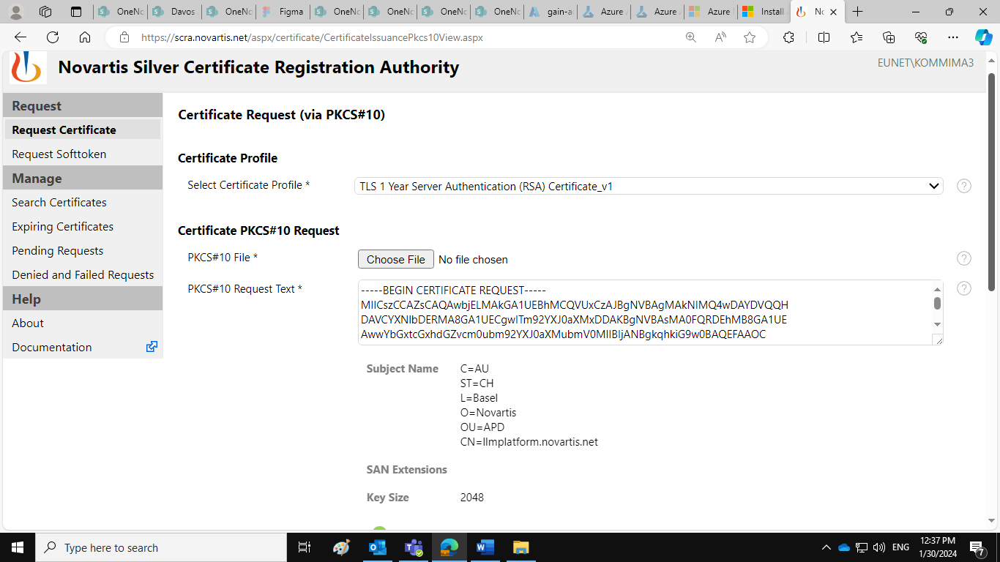 OneNo
Davos
OneNo
Figma
OneNo
OneNo
OneNo
OneNo
gain-a
Azure
Azure
Azure
Install
No
https://scra.novartis.net/aspx/certificate/CertificateIssuancePkcs10View.aspx
Novartis Silver Certificate Registration Authority
EUNET\KOMMIMA3
Request
Request Certificate
Request Softtoken
Manage
Search Certificates
Expiring Certificates
Pending Requests
Denied and Failed Requests
Help
About
Documentation
Certificate Request (via PKCS#10)
Certificate Profile
Select Certificate Profile *
TLS 1 Year Server Authentication (RSA) Certificate_v1
Certificate PKCS#10 Request
PKCS#10 File *
Choose File No file chosen
PKCS#10 Request Text *
-----BEGIN CERTIFICATE REQUEST-----
MIICszCCAZsCAQAwbjELMAkGA1UEBhMCQVUxCzAJBgNVBAgMAkNIMQ4wDAYDVQQH
DAVCYXNlbDERMA8GA1UECgwITm92YXJ0aXMxDDAKBgNVBAsMA0FQRDEhMB8GA1UE
AwwYbGxtcGxhdGZvcm0ubm92YXJ0aXMubmV0MIIBIjANBgkqhkiG9w0BAQEFAAOC
Subject Name
C=AU
ST=CH
L=Basel
O=Novartis
OU=APD
CN=llmplatform.novartis.net
SAN Extensions
Key Size
2048
Type here to search
ENG
12:37 PM
1/30/2024
7